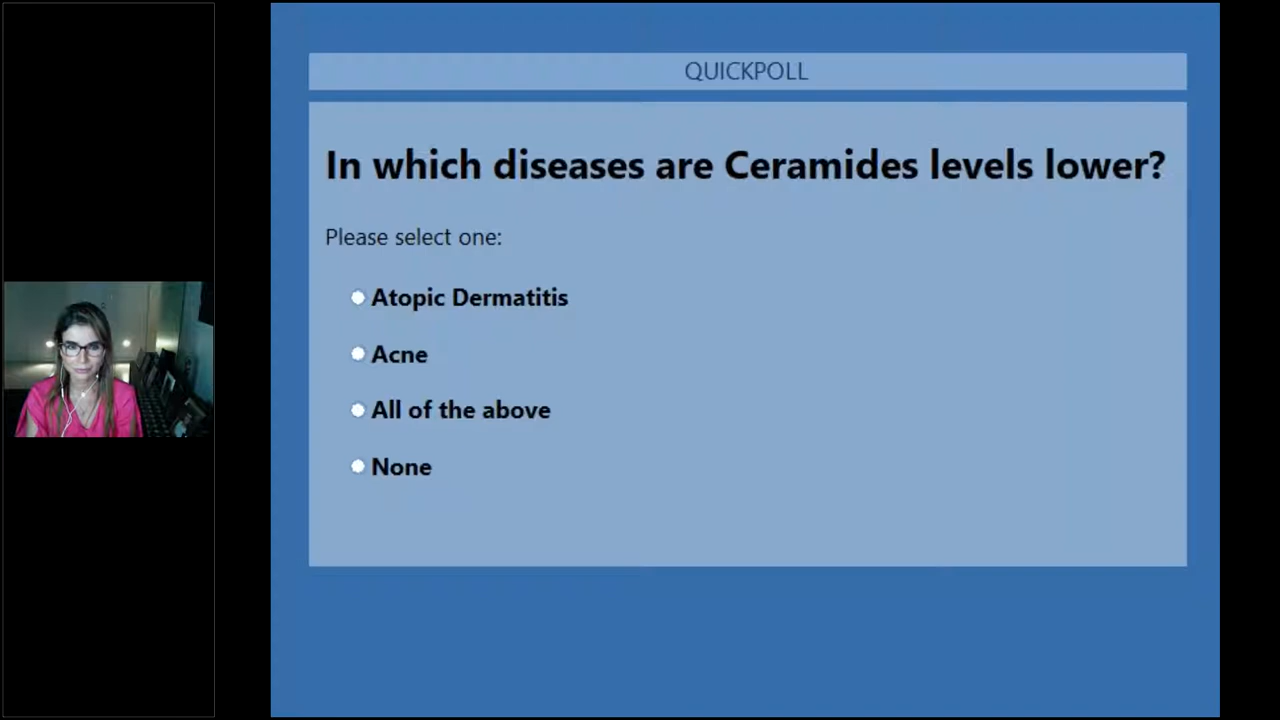 QUICKPOLL
In which diseases are Ceramides levels lower?
Please select one:
Atopic Dermatitis
Acne
All of the above
None